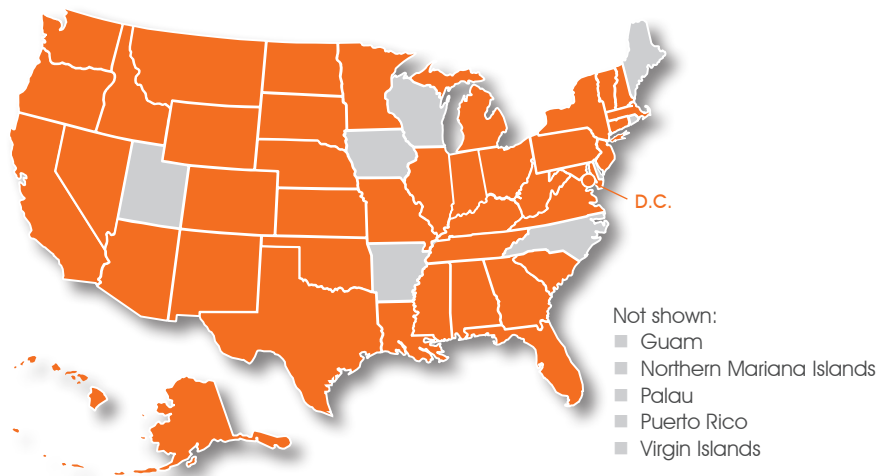 D.C.
Not shown:
Guam
Northern Mariana Islands
Palau
Puerto Rico
Virgin Islands